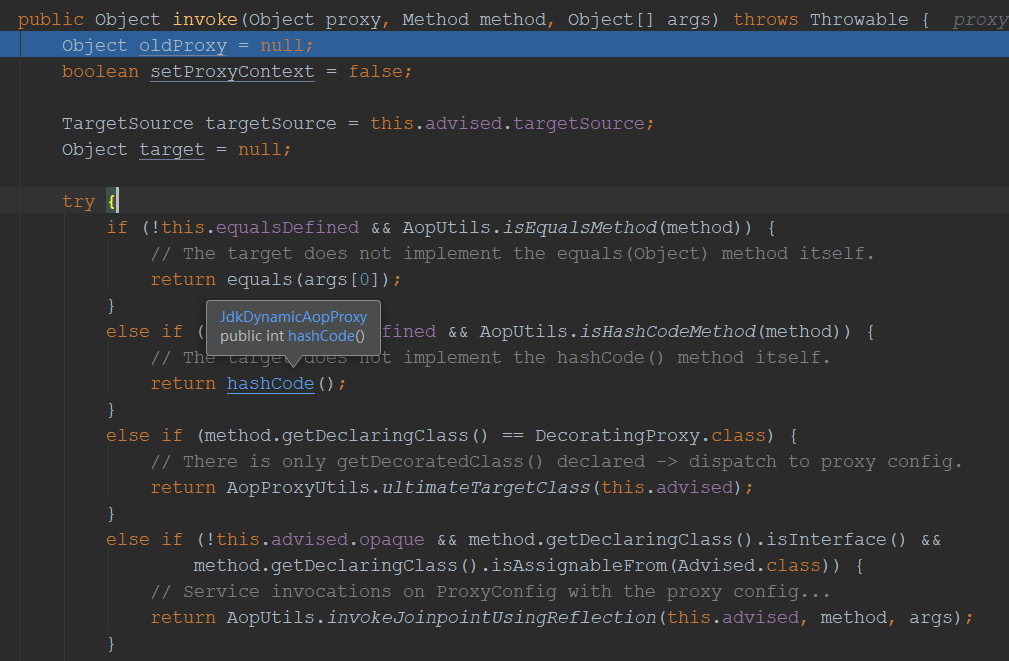 public Object invoke(Object proxy, Method method, Object[] args) throws Throwable {  proxy
    Object oldProxy = null;
    boolean setProxyContext = false;

    TargetSource targetSource = this.advised.targetSource;
    Object target = null;

    try {
        if (!this.equalsDefined && AopUtils.isEqualsMethod(method)) {
            // The target does not implement the equals(Object) method itself.
            return equals(args[0]);
        }
JdkDynamicAopProxy
public int hashCode()
        else if ( fined && AopUtils.isHashCodeMethod(method)) {
            // The target does not implement the hashCode() method itself.
            return hashCode();
        }
        else if (method.getDeclaringClass() == DecoratingProxy.class) {
            // There is only getDecoratedClass() declared -> dispatch to proxy config.
            return AopProxyUtils.ultimateTargetClass(this.advised);
        }
        else if (!this.advised.opaque && method.getDeclaringClass().isInterface() &&
                method.getDeclaringClass().isAssignableFrom(Advised.class)) {
            // Service invocations on ProxyConfig with the proxy config...
            return AopUtils.invokeJoinpointUsingReflection(this.advised, method, args);
        }